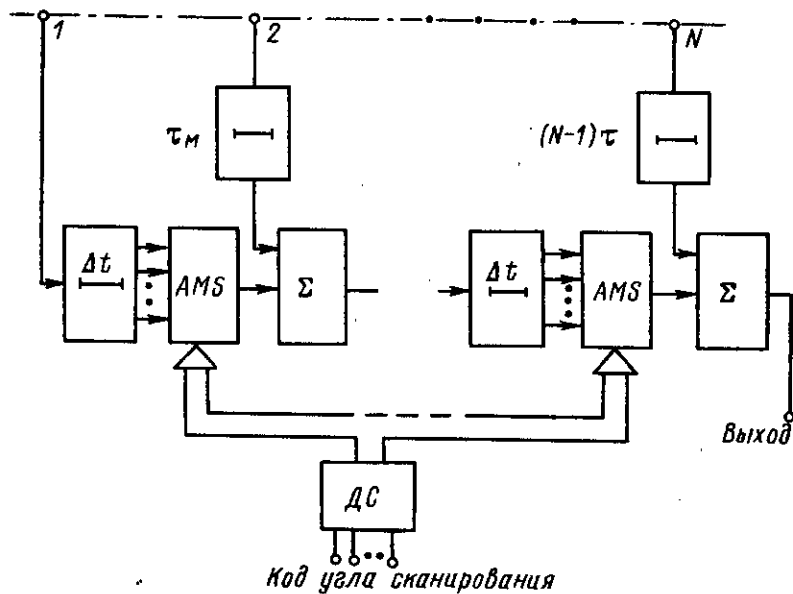 1 2 N
τм (N-1)τ
Δt AMS Σ Δt AMS Σ
Выход
ДС
Код угла сканирования